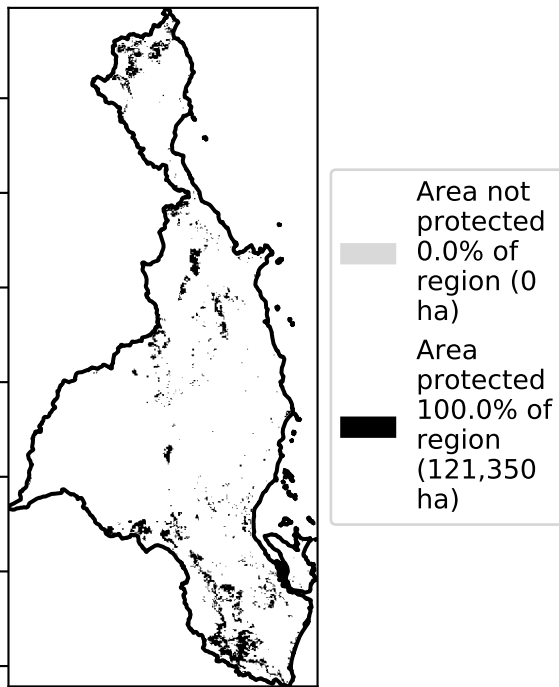 Area not
protected
0.0% of
region (0
ha)
Area
protected
100.0% of
region
(121,350
ha)